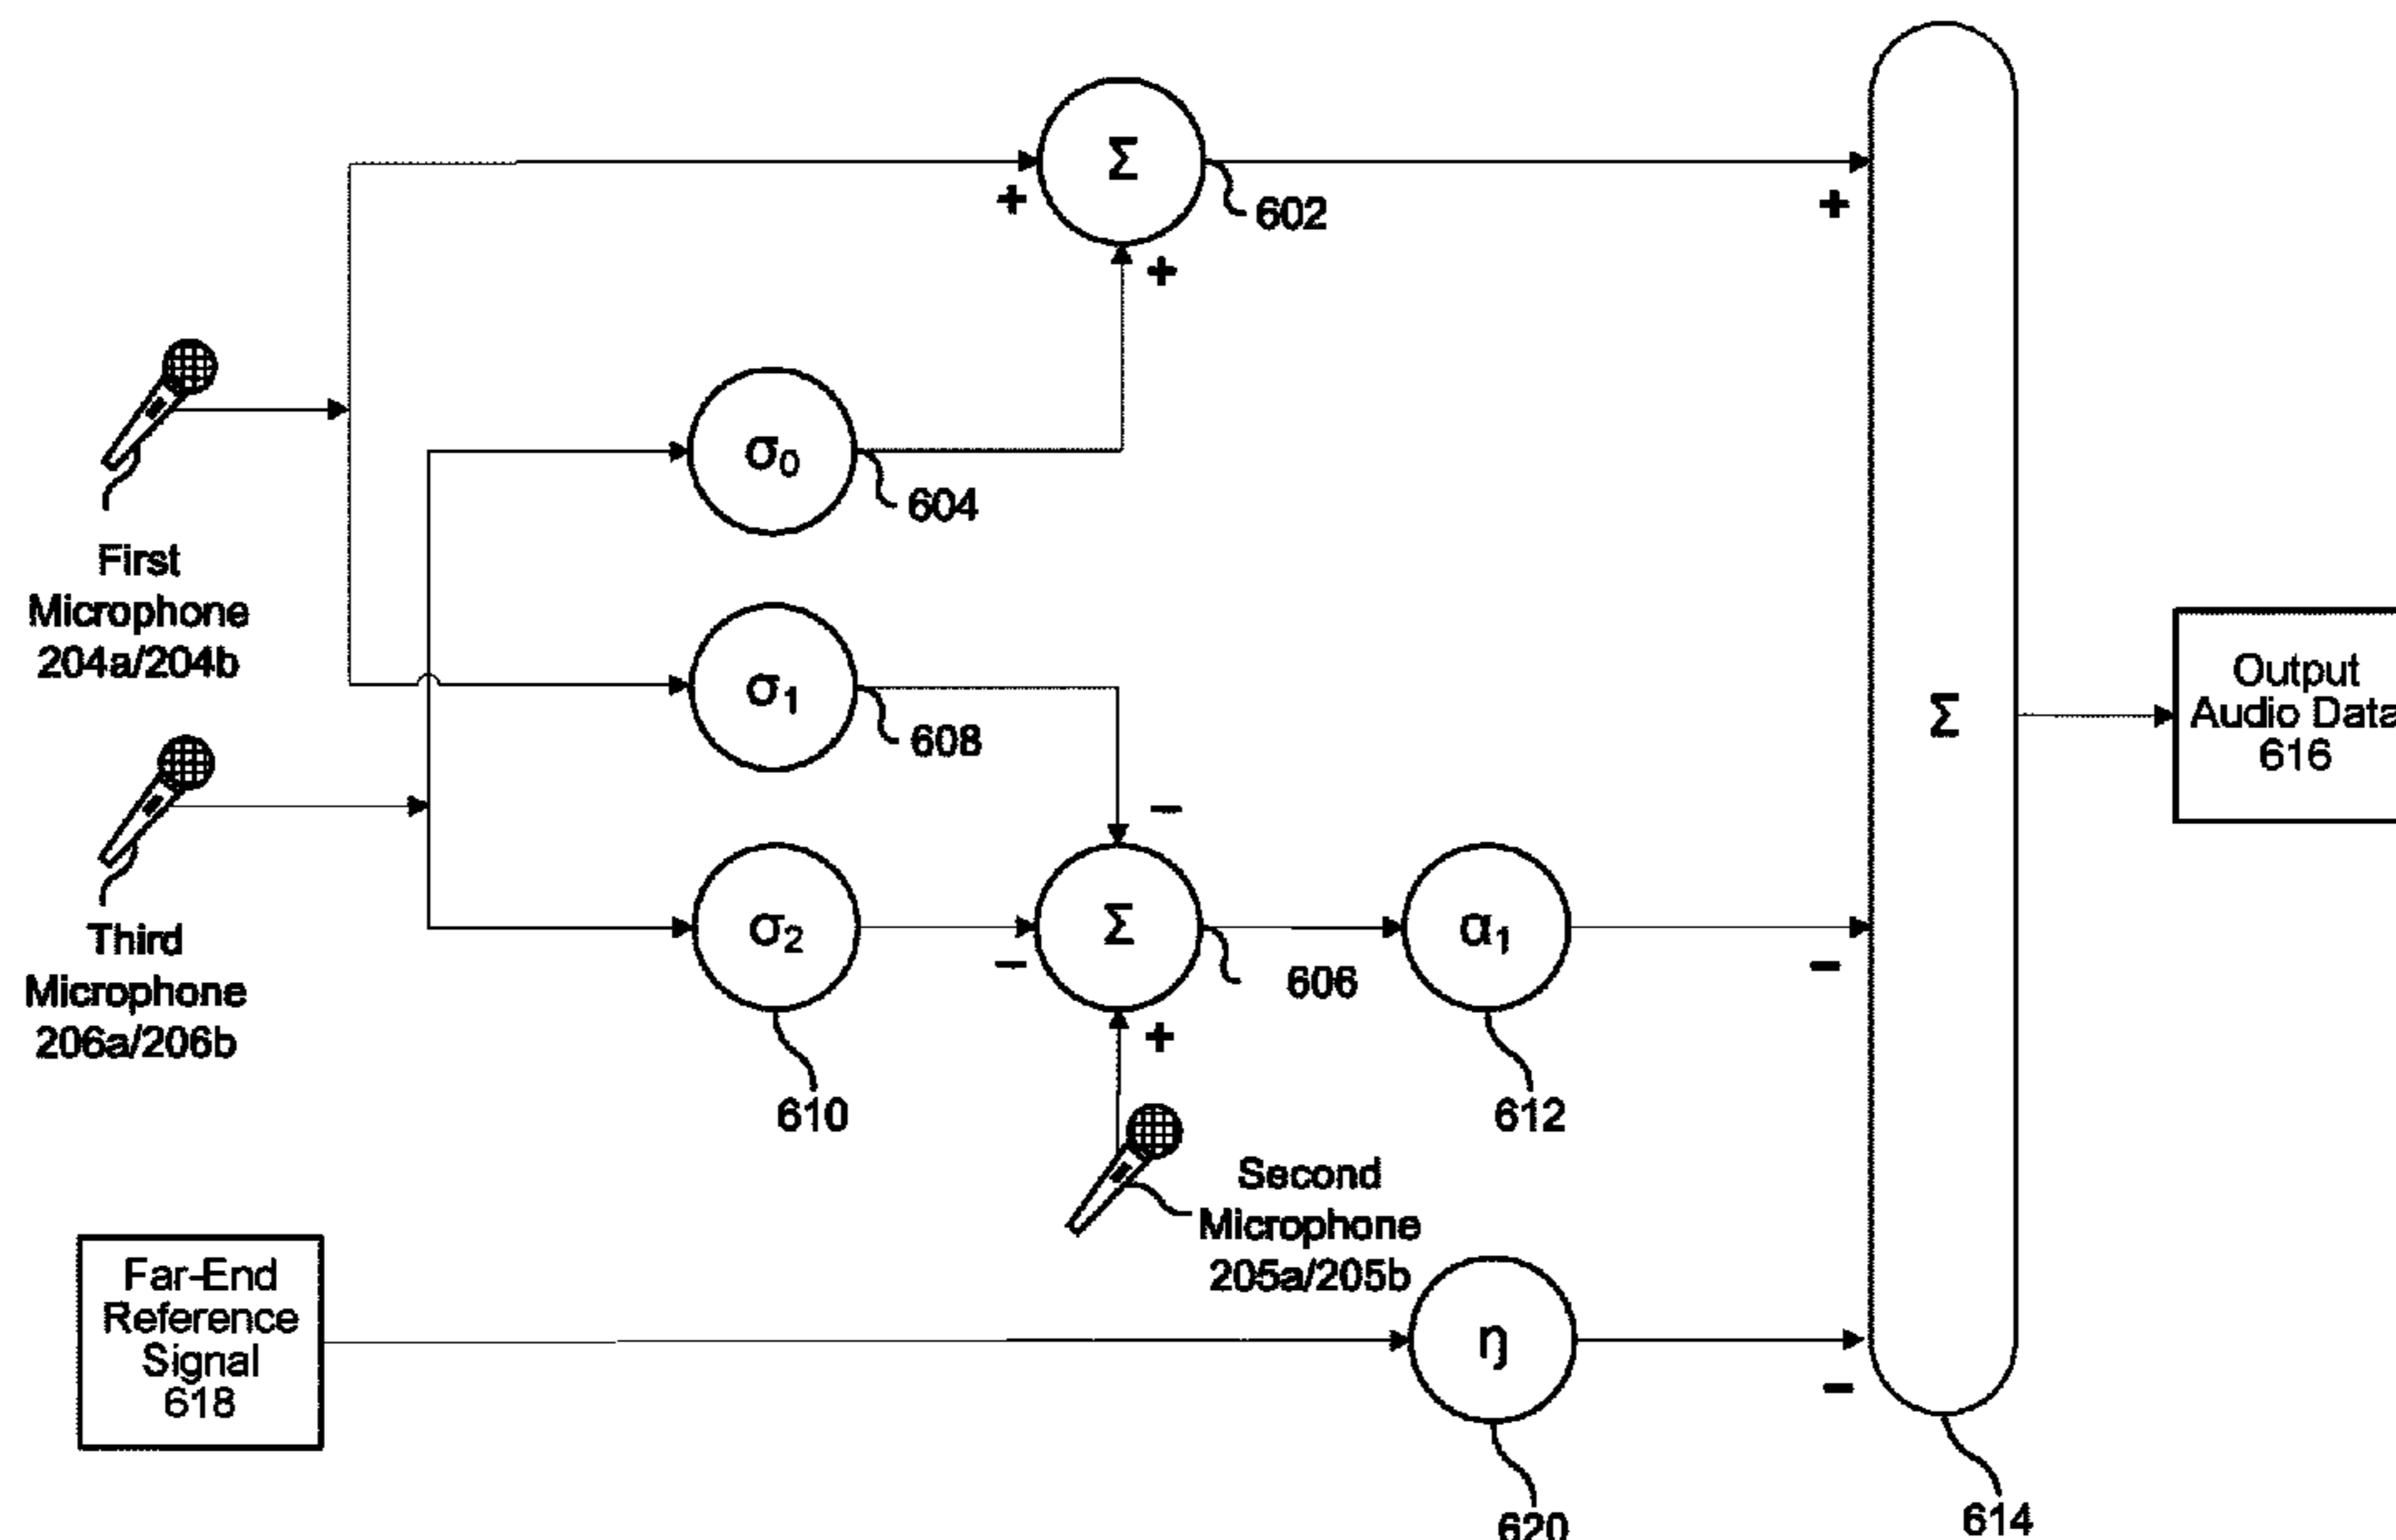 Σ
+
602
+
+
σ₀
604
First
Microphone
204a/204b
σ₁
608
Σ
Output
Audio Data
616
−
Third
Microphone
206a/206b
σ₂
−
Σ
606
α₁
−
+
610
612
Second
Microphone
205a/205b
Far-End
Reference
Signal
618
η
−
620
614